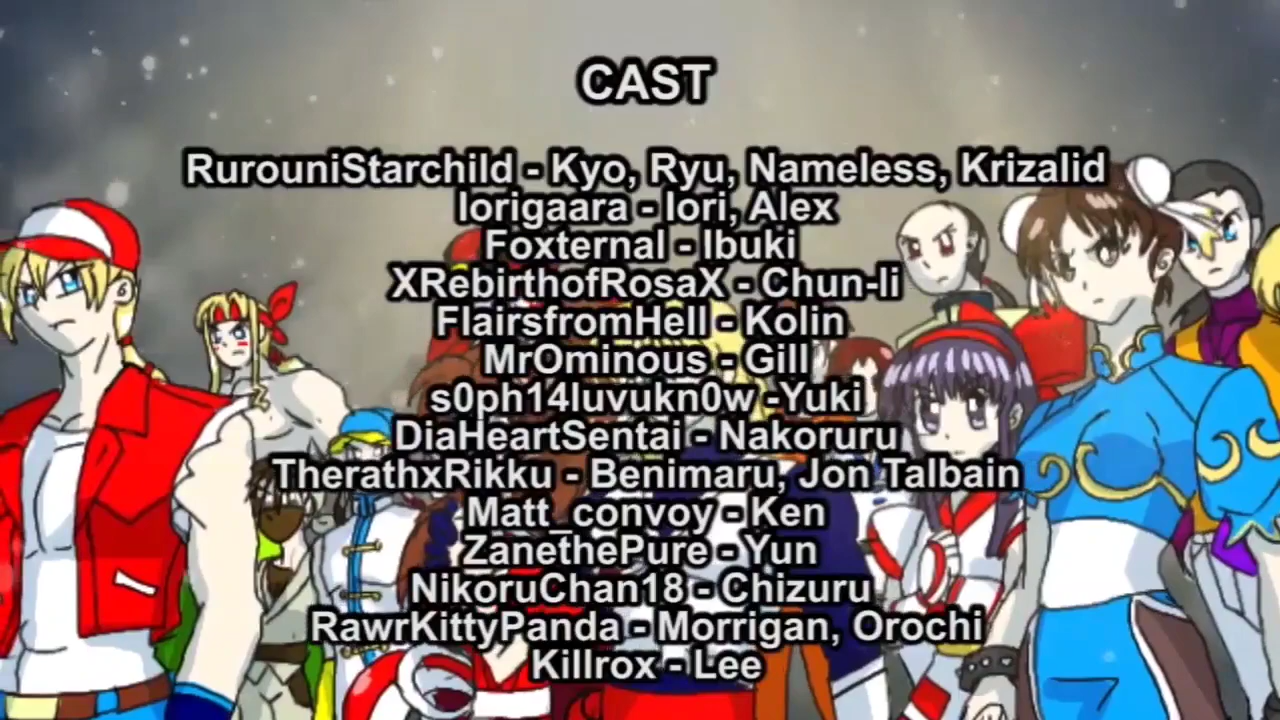 CAST
RurouniStarchild - Kyo, Ryu, Nameless, Krizalid
Iorigaara - Iori, Alex
Foxternal - Ibuki
XRebirthofRosaX - Chun-li
FlairsfromHell - Kolin
MrOminous - Gill
s0ph14luvukn0w -Yuki
DiaHeartSentai - Nakoruru
TherathxRikku - Benimaru, Jon Talbain
Matt_convoy - Ken
ZanethePure - Yun
NikoruChan18 - Chizuru
RawrKittyPanda - Morrigan, Orochi
Killrox - Lee